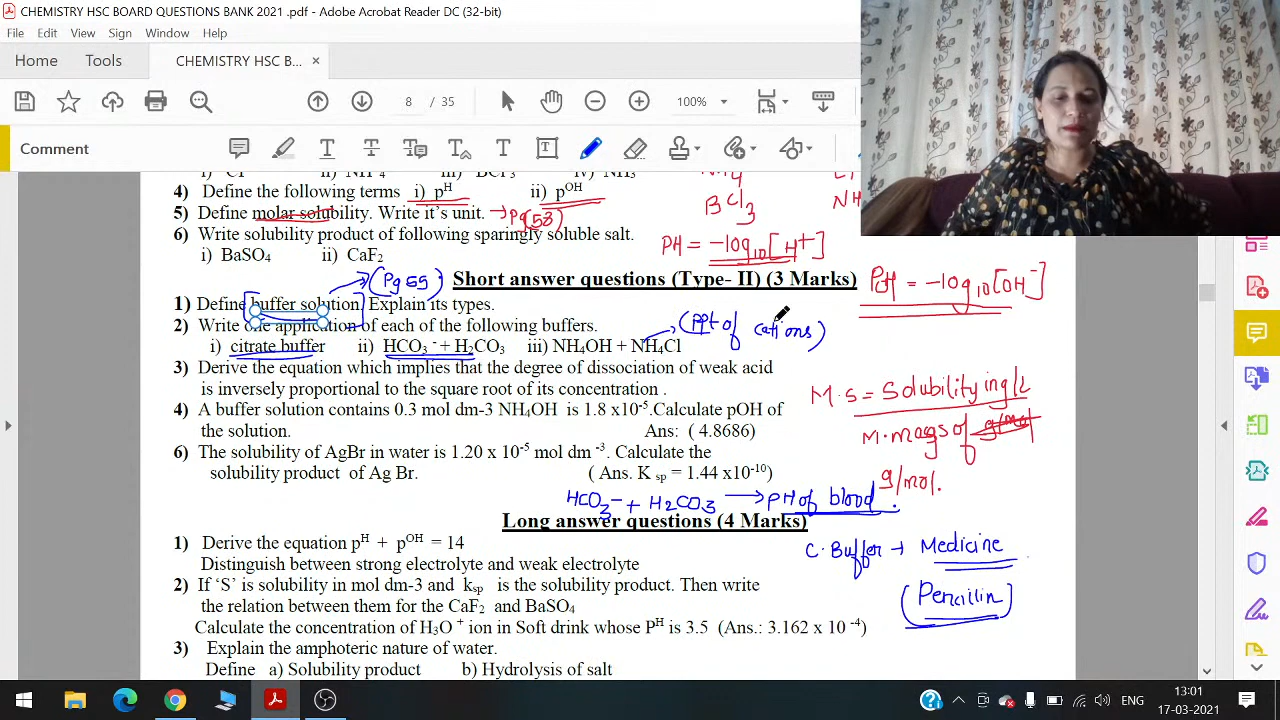 CHEMISTRY HSC BOARD QUESTIONS BANK 2021 .pdf - Adobe Acrobat Reader DC (32-bit)
File Edit View Sign Window Help
Home Tools CHEMISTRY HSC B... ×
8 / 35 100%
Comment
4) Define the following terms i) pH ii) pOH
BCl3 NH
5) Define molar solubility. Write it's unit. → Pg(53)
6) Write solubility product of following sparingly soluble salt.
i) BaSO4 ii) CaF2
PH = -log10[H+]
(Pg 55) Short answer questions (Type- II) (3 Marks)
POH = -log10[OH-]
1) Define buffer solution. Explain its types.
2) Write one application of each of the following buffers.
(ppt of cations)
i) citrate buffer ii) HCO3- + H2CO3 iii) NH4OH + NH4Cl
3) Derive the equation which implies that the degree of dissociation of weak acid
is inversely proportional to the square root of its concentration .
M.s = Solubility in g/L
M.mass of g/mol
g/mol.
4) A buffer solution contains 0.3 mol dm-3 NH4OH is 1.8 x10-5.Calculate pOH of
the solution. Ans: ( 4.8686)
6) The solubility of AgBr in water is 1.20 x 10-5 mol dm -3. Calculate the
solubility product of Ag Br. ( Ans. K sp = 1.44 x10-10)
HCO3- + H2CO3 → PH of blood.
Long answer questions (4 Marks)
1) Derive the equation pH + pOH = 14
C. Buffer → Medicine
(Pencillin)
Distinguish between strong electrolyte and weak electrolyte
2) If 'S' is solubility in mol dm-3 and ksp is the solubility product. Then write
the relation between them for the CaF2 and BaSO4
Calculate the concentration of H3O + ion in Soft drink whose PH is 3.5 (Ans.: 3.162 x 10 -4)
3) Explain the amphoteric nature of water.
Define a) Solubility product b) Hydrolysis of salt
ENG 13:01
17-03-2021